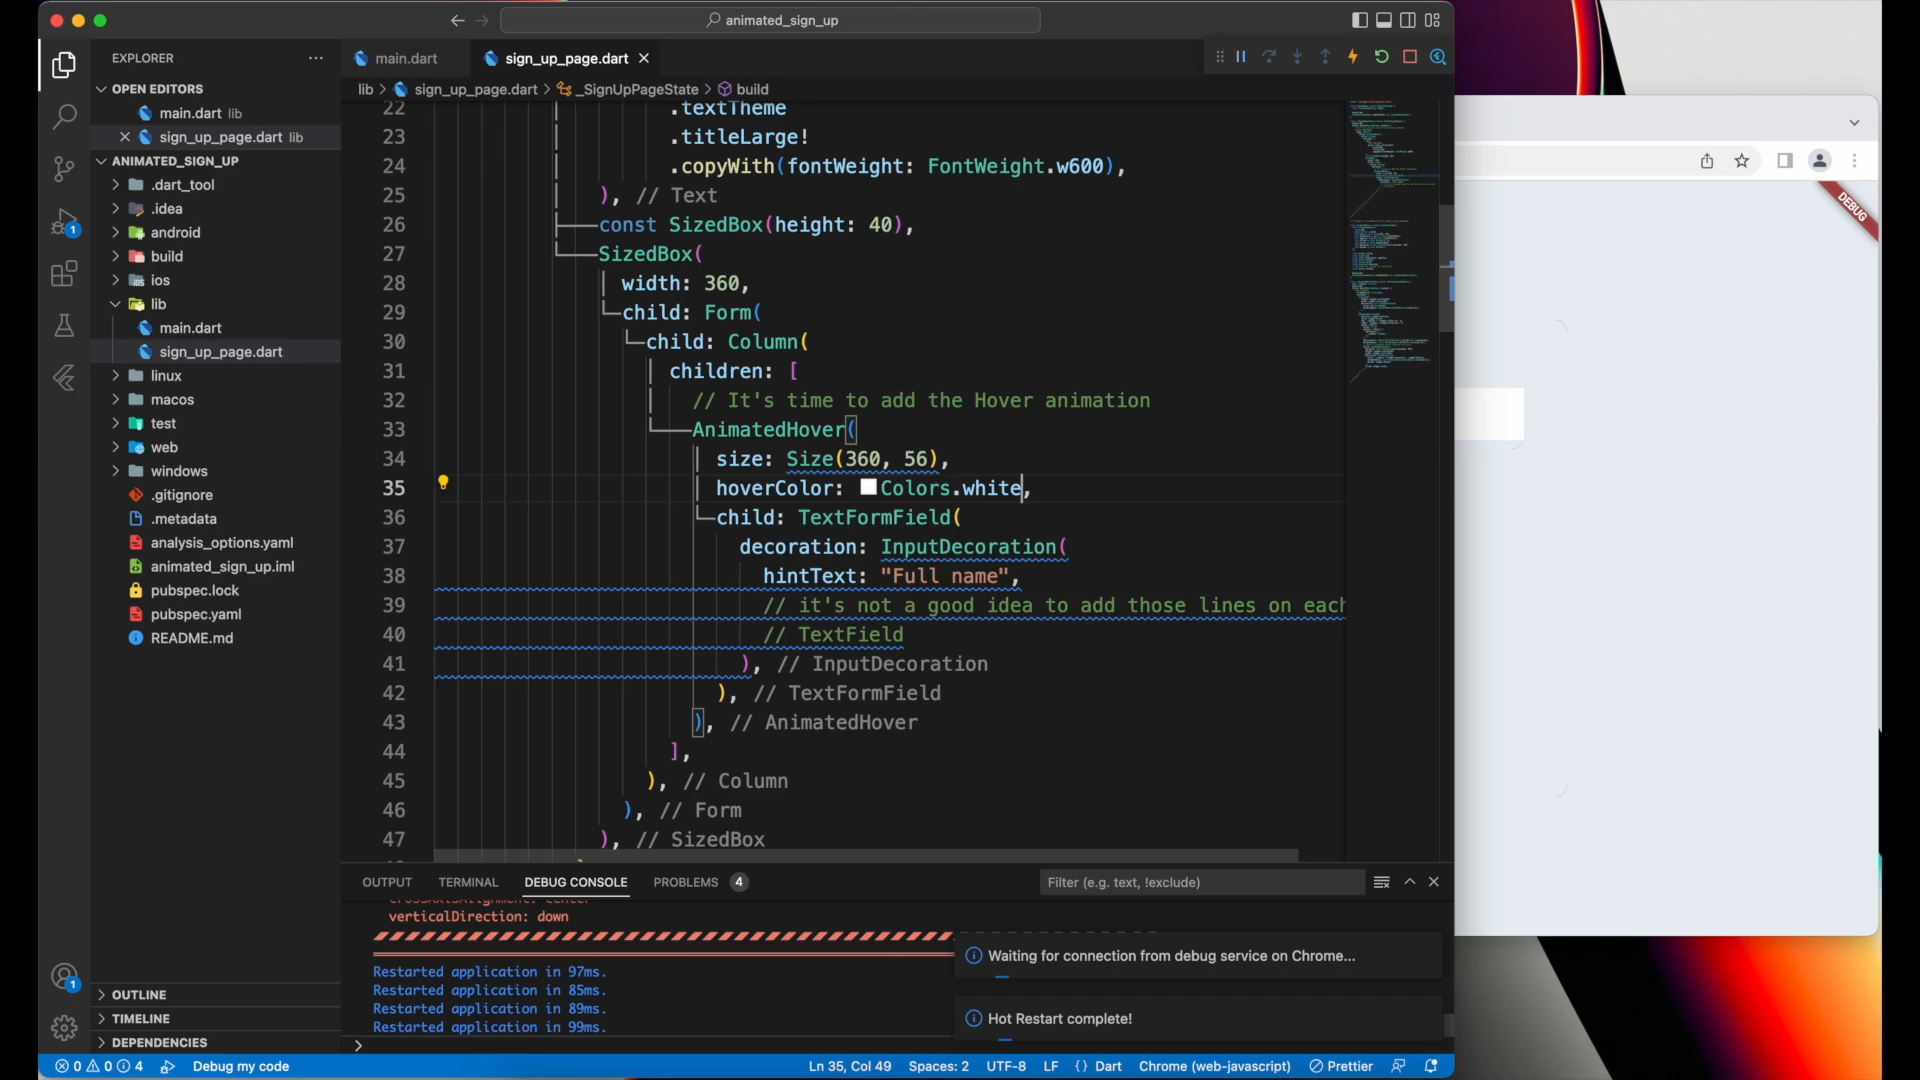 animated_sign_up
EXPLORER
main.dart
sign_up_page.dart
OPEN EDITORS
main.dart lib
sign_up_page.dart lib
ANIMATED_SIGN_UP
.dart_tool
.idea
android
build
ios
lib
main.dart
sign_up_page.dart
linux
macos
test
web
windows
.gitignore
.metadata
analysis_options.yaml
animated_sign_up.iml
pubspec.lock
pubspec.yaml
README.md
OUTLINE
TIMELINE
DEPENDENCIES
1
1
lib > sign_up_page.dart > _SignUpPageState > build
22 .textTheme
23 .titleLarge!
24 .copyWith(fontWeight: FontWeight.w600),
25 ), // Text
26 const SizedBox(height: 40),
27 SizedBox(
28 width: 360,
29 child: Form(
30 child: Column(
31 children: [
32 // It's time to add the Hover animation
33 AnimatedHover(
34 size: Size(360, 56),
35 hoverColor: Colors.white,
36 child: TextFormField(
37 decoration: InputDecoration(
38 hintText: "Full name",
39 // it's not a good idea to add those lines on each
40 // TextField
41 ), // InputDecoration
42 ), // TextFormField
43 ), // AnimatedHover
44 ],
45 ), // Column
46 ), // Form
47 ), // SizedBox
OUTPUT TERMINAL DEBUG CONSOLE PROBLEMS 4
Filter (e.g. text, !exclude)
crossAxisAlignment: center
verticalDirection: down
Restarted application in 97ms.
Restarted application in 85ms.
Restarted application in 89ms.
Restarted application in 99ms.
Waiting for connection from debug service on Chrome...
Hot Restart complete!
0 0 4 Debug my code
Ln 35, Col 49 Spaces: 2 UTF-8 LF {} Dart Chrome (web-javascript) Prettier
DEBUG